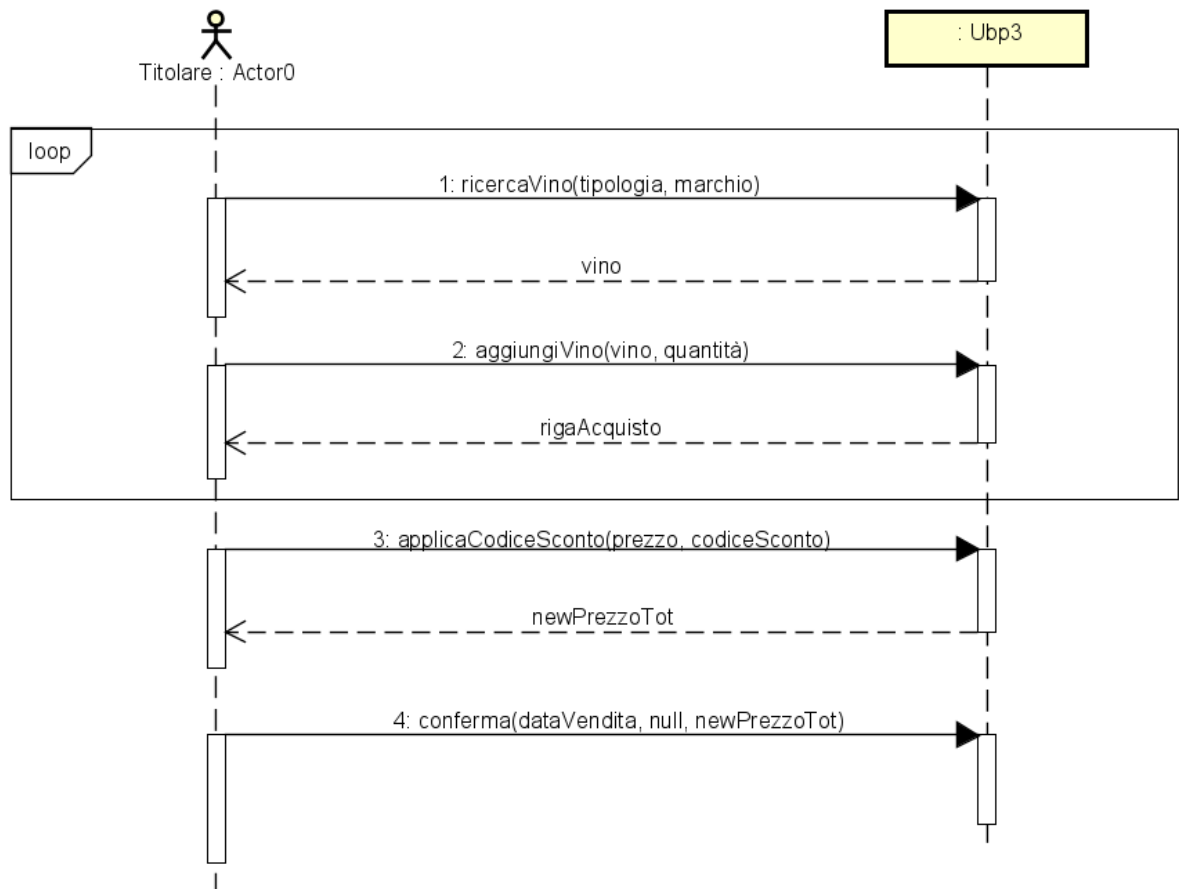 Titolare : Actor0
: Ubp3
loop
1: ricercaVino(tipologia, marchio)
vino
2: aggiungiVino(vino, quantità)
rigaAcquisto
3: applicaCodiceSconto(prezzo, codiceSconto)
newPrezzoTot
4: conferma(dataVendita, null, newPrezzoTot)